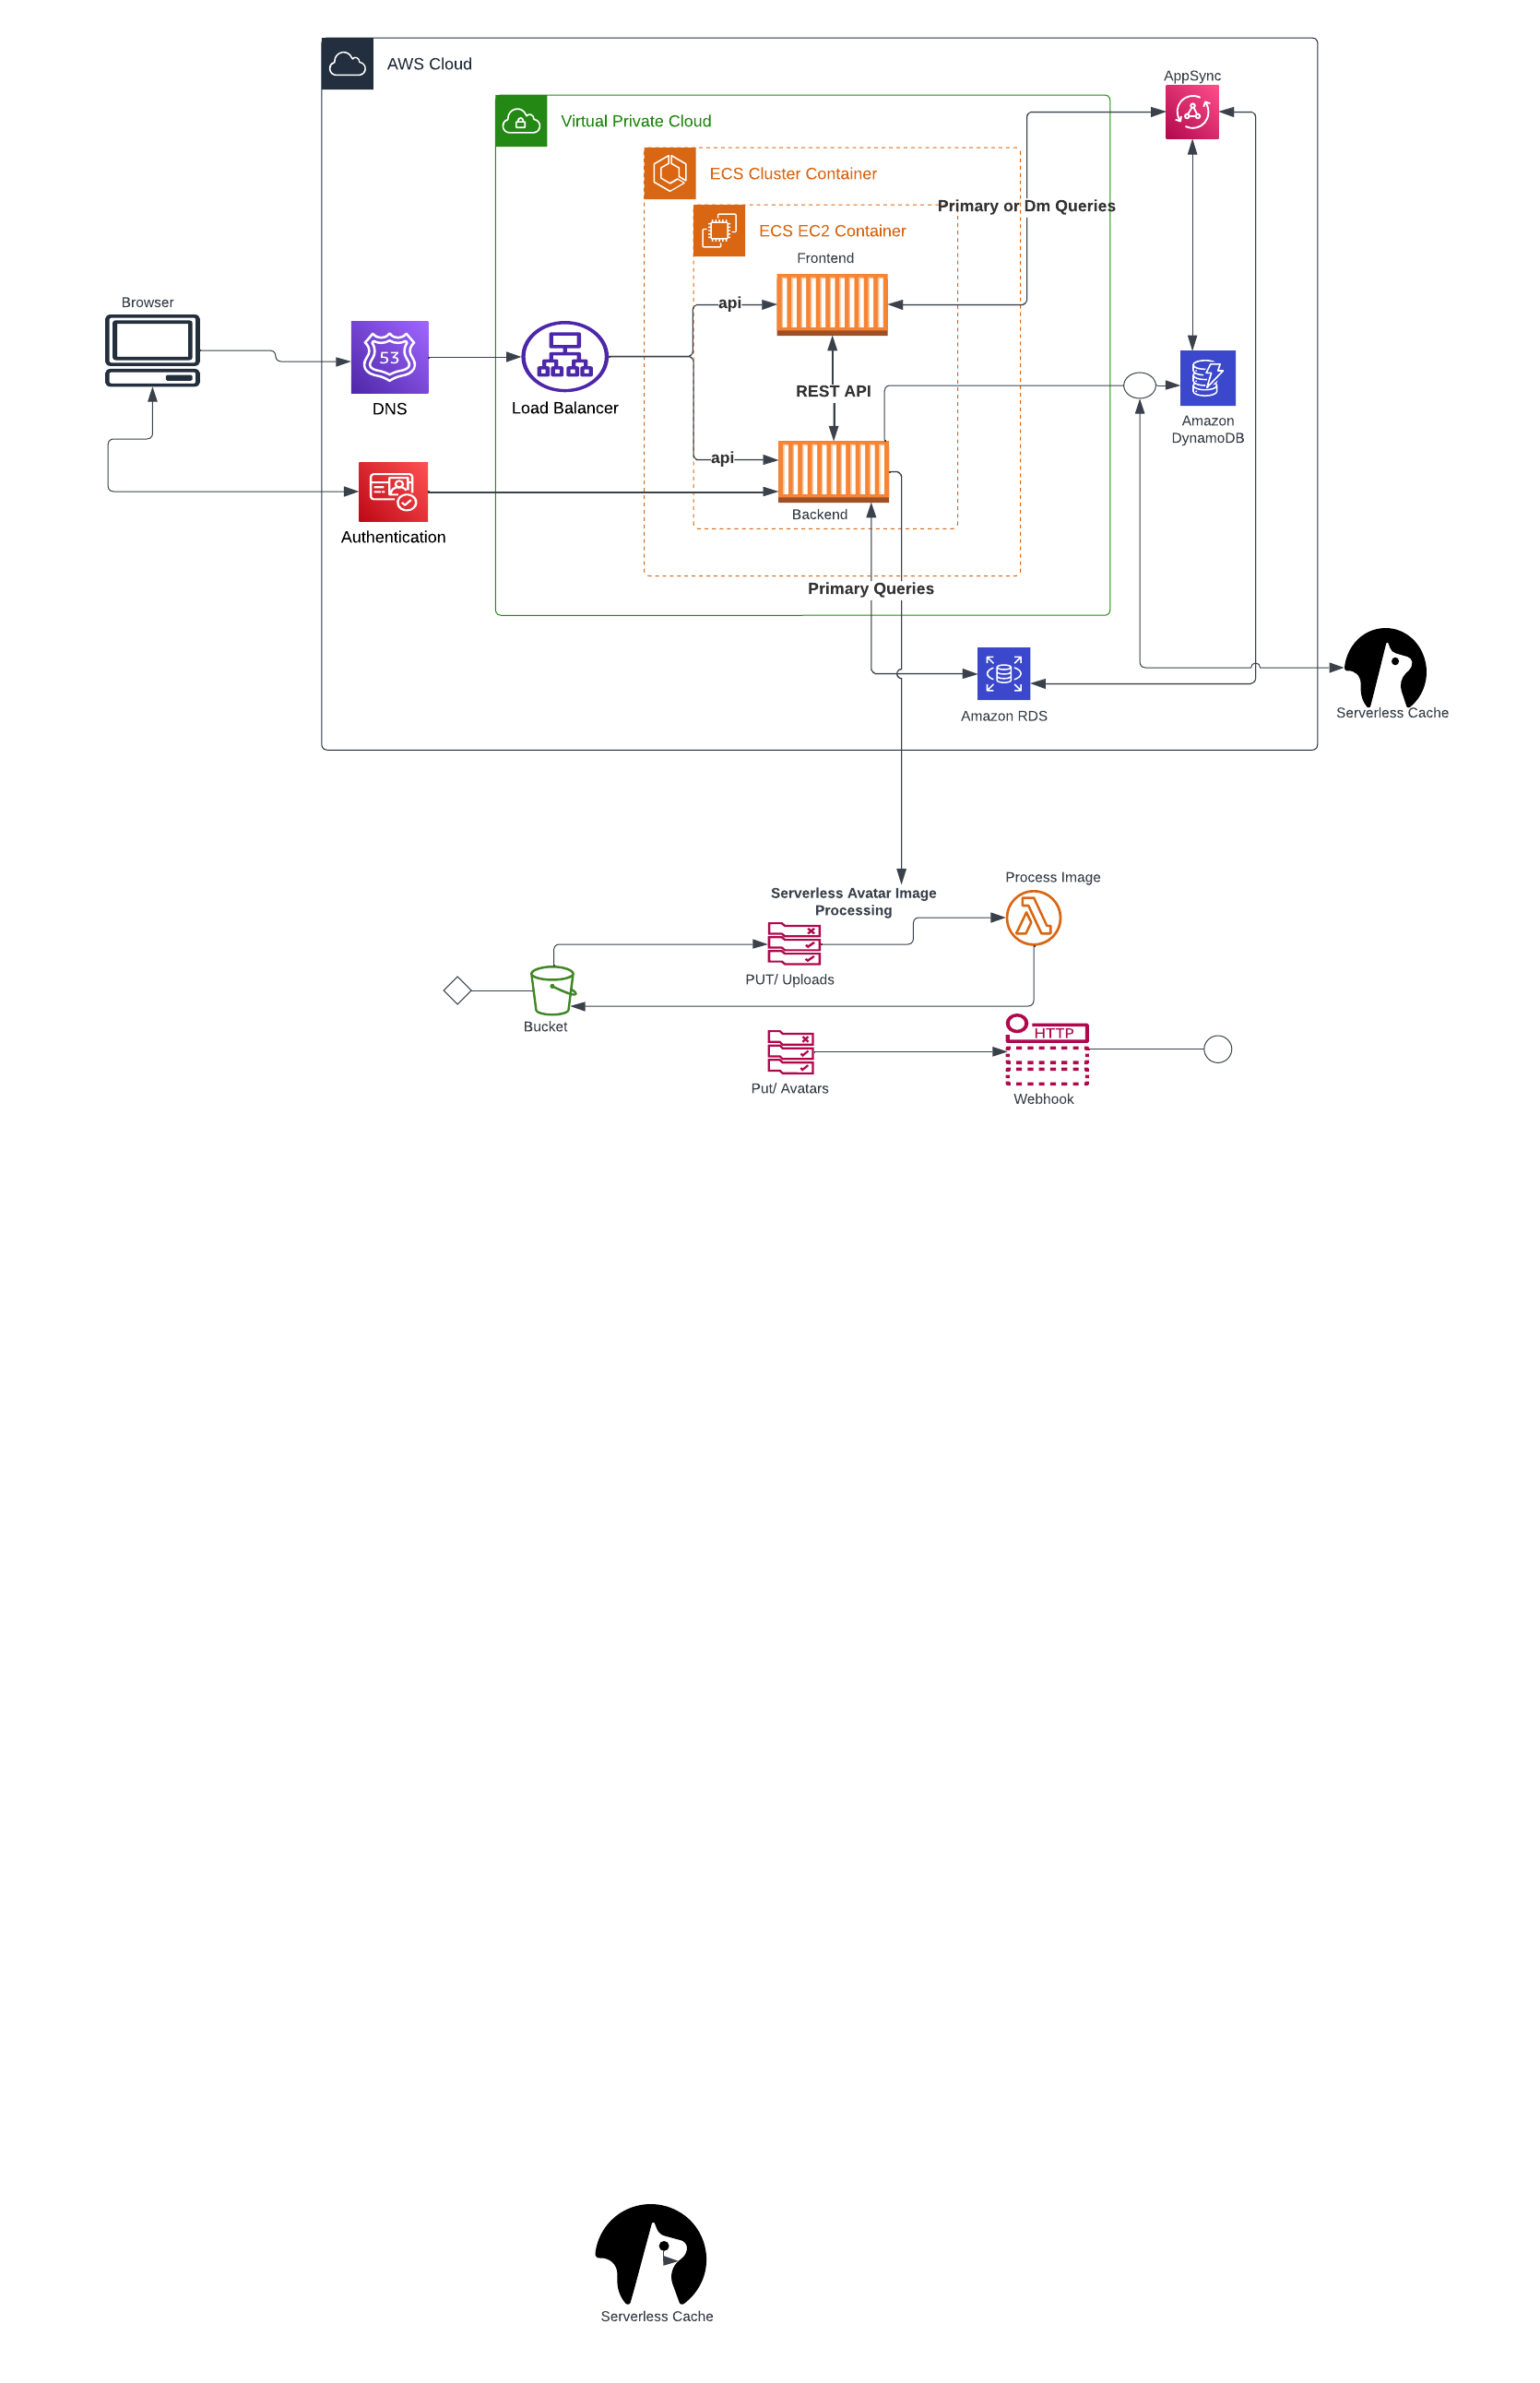 AWS Cloud
AppSync
Virtual Private Cloud
ECS Cluster Container
Primary or Dm Queries
ECS EC2 Container
Frontend
Browser
api
53
DNS
Load Balancer
REST API
Amazon
DynamoDB
api
Backend
Authentication
Primary Queries
Amazon RDS
Serverless Cache
Process Image
Serverless Avatar Image
Processing
PUT/ Uploads
Bucket
HTTP
Put/ Avatars
Webhook
Serverless Cache